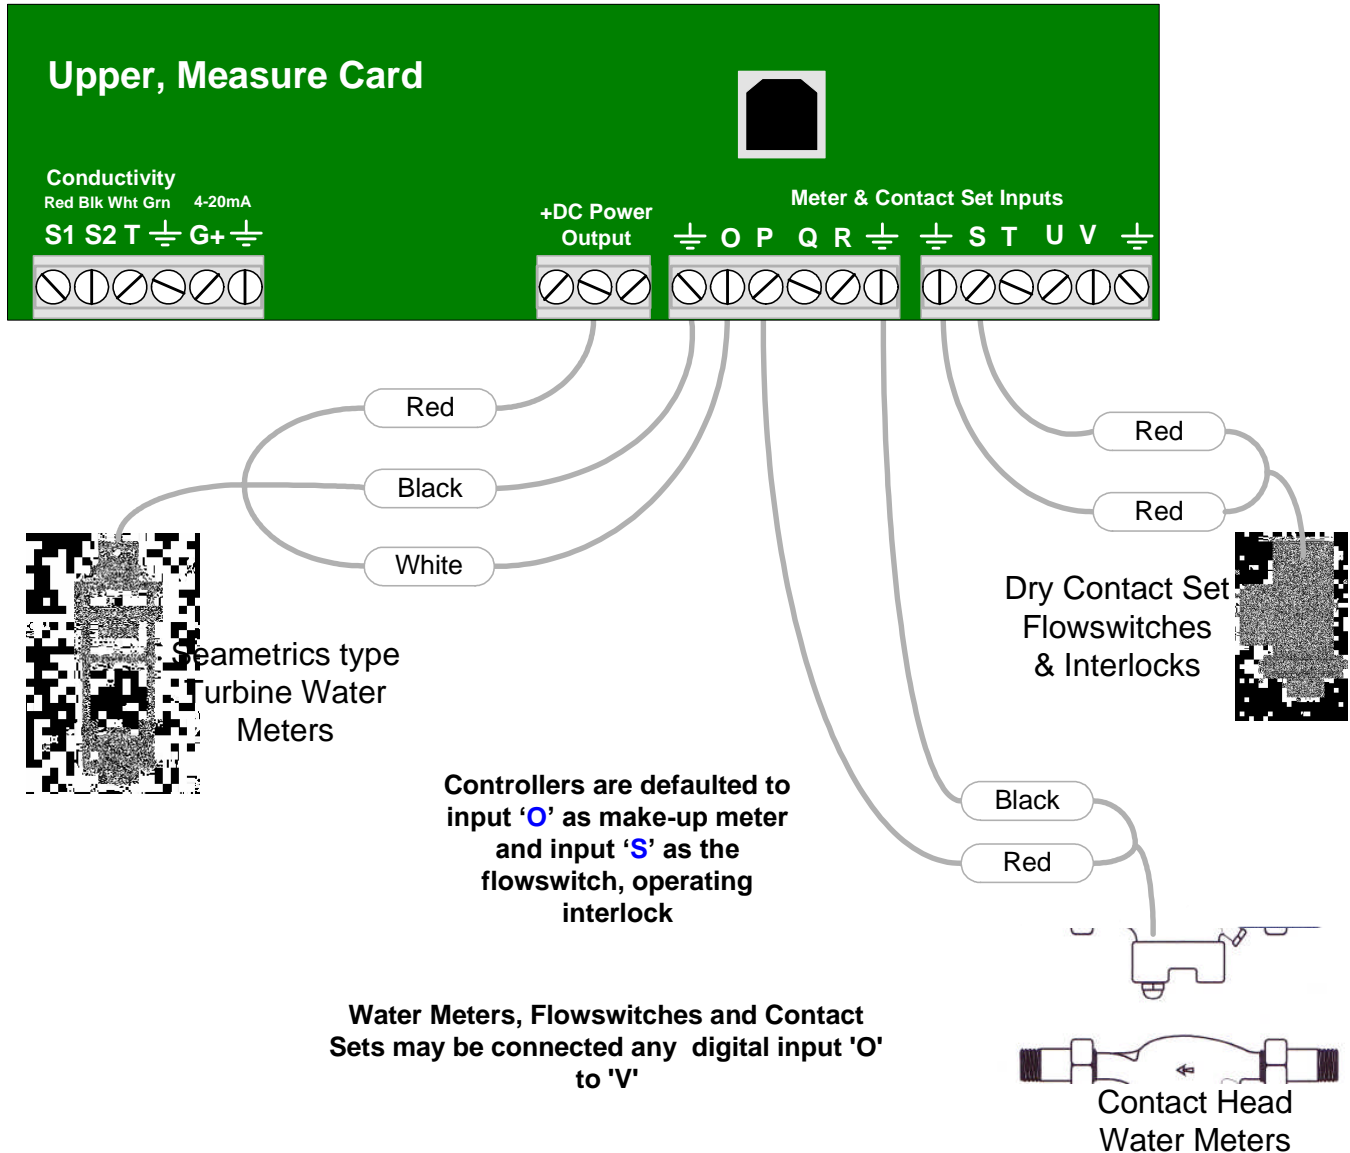 Upper, Measure Card
Conductivity
Red Blk Wht Grn 4-20mA
S1 S2 T G+
+DC Power
Output
Meter & Contact Set Inputs
O P Q R
S T U V
Red
Black
White
Red
Red
Seametrics type
Turbine Water
Meters
Dry Contact Set
Flowswitches
& Interlocks
Controllers are defaulted to
input ‘O’ as make-up meter
and input ‘S’ as the
flowswitch, operating
interlock
Black
Red
Water Meters, Flowswitches and Contact
Sets may be connected any digital input 'O'
to 'V'
Contact Head
Water Meters